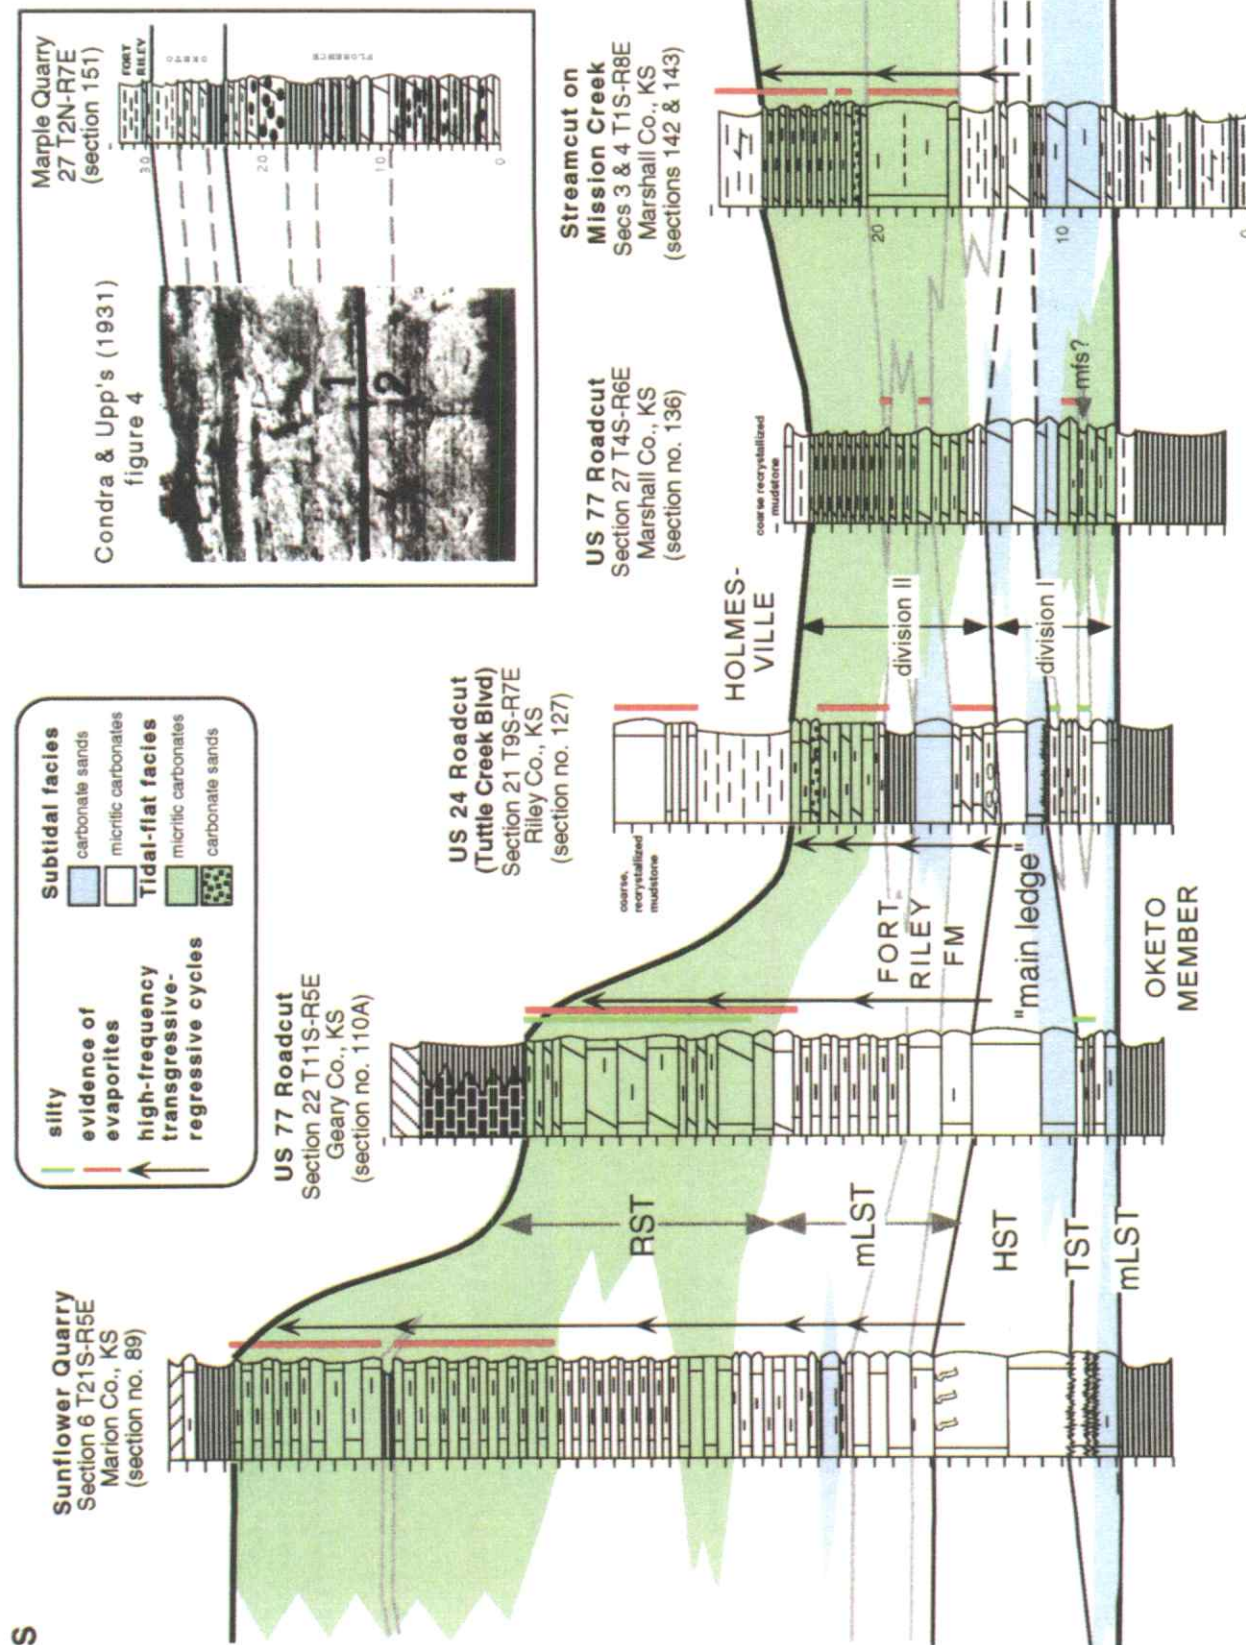 S
Sunflower Quarry
Section 6 T21S-R5E
Marion Co., KS
(section no. 89)
US 77 Roadcut
Section 22 T11S-R5E
Geary Co., KS
(section no. 110A)
silty
evidence of
evaporites
high-frequency
transgressive-
regressive cycles
Subtidal facies
carbonate sands
micritic carbonates
Tidal-flat facies
micritic carbonates
carbonate sands
US 24 Roadcut
(Tuttle Creek Blvd)
Section 21 T9S-R7E
Riley Co., KS
(section no. 127)
coarse,
recrystallized
mudstone
US 77 Roadcut
Section 27 T4S-R6E
Marshall Co., KS
(section no. 136)
coarse recrystallized
mudstone
Streamcut on
Mission Creek
Secs 3 & 4 T1S-R8E
Marshall Co., KS
(sections 142 & 143)
20
10
0
Condra & Upp's (1931)
figure 4
1
2
Marple Quarry
27 T2N-R7E
(section 151)
FORT
RILEY
OKETO
FLORENCE
30
20
10
0
RST
mLST
HST
TST
mLST
FORT
RILEY
FM
"main ledge"
OKETO
MEMBER
HOLMES-
VILLE
division II
division I
mfs?